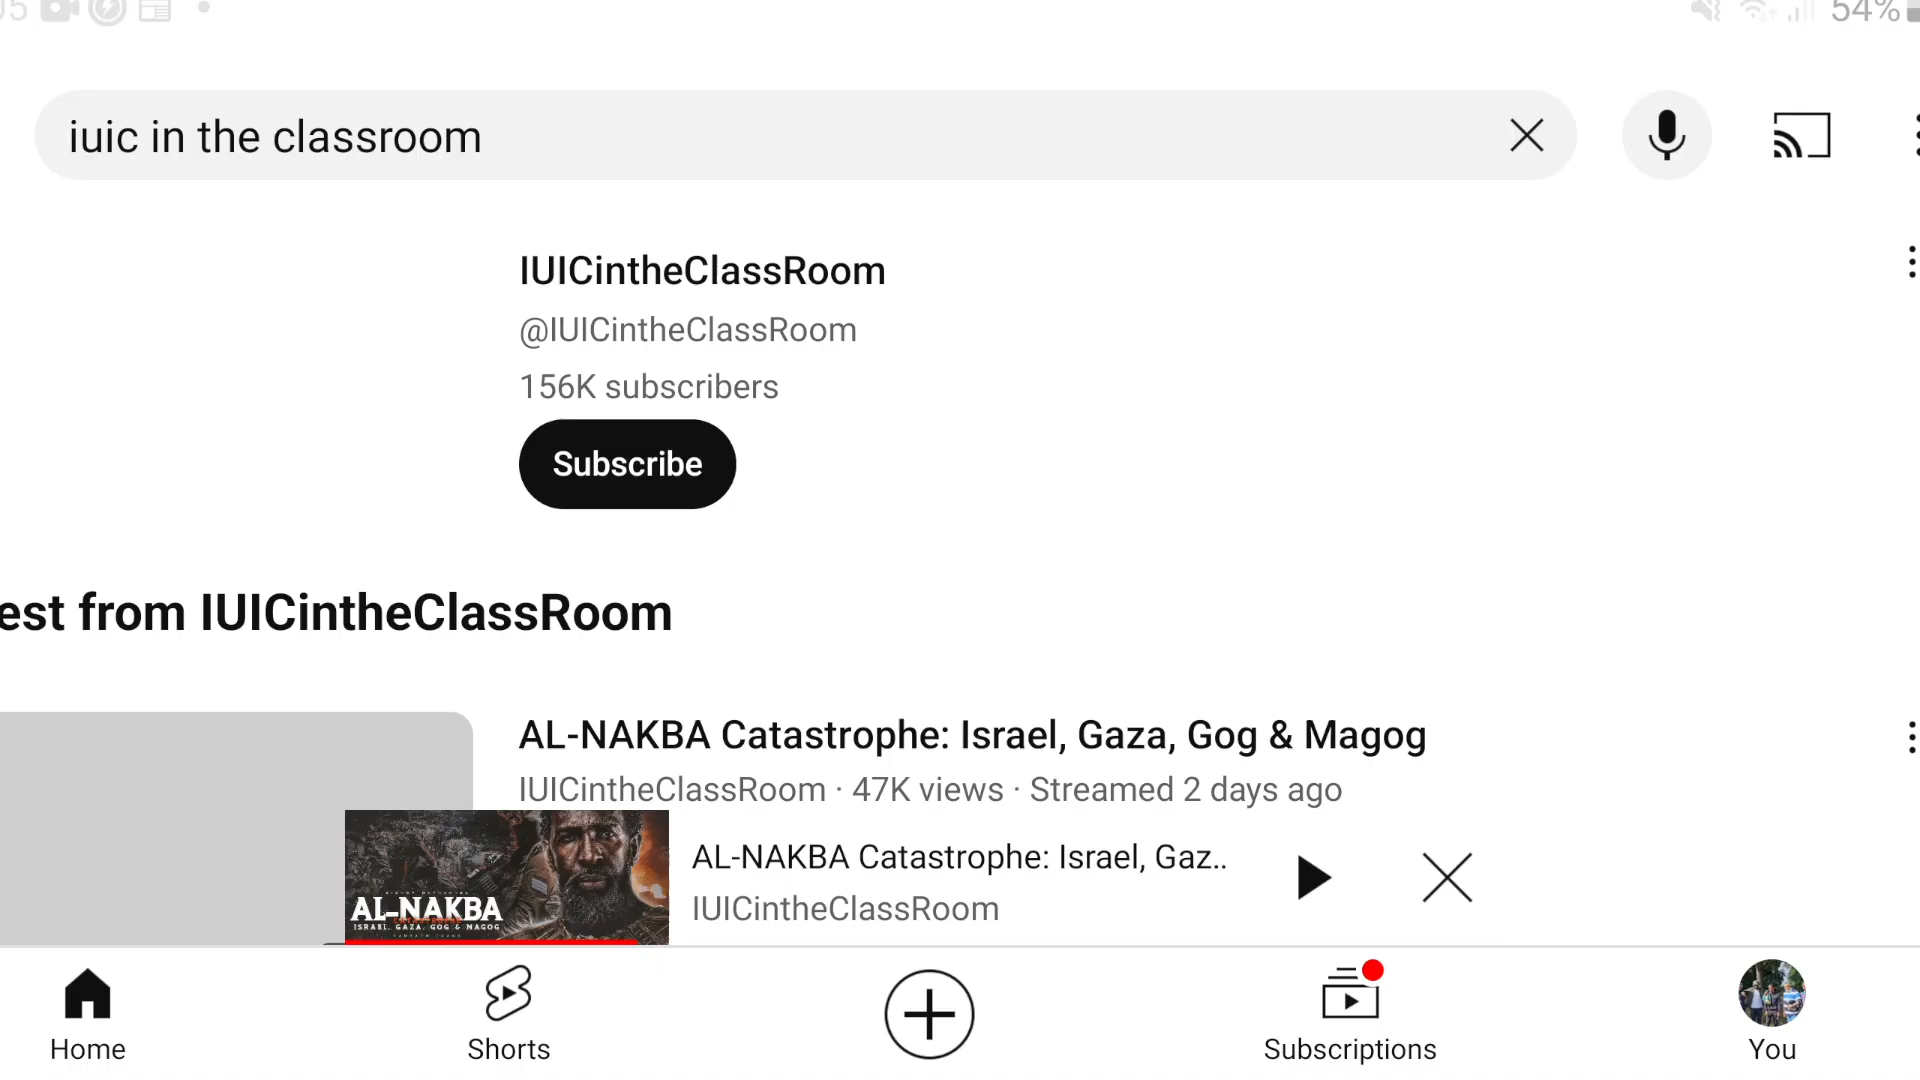 54%
iuic in the classroom
IUICintheClassRoom
@IUICintheClassRoom
156K subscribers
Subscribe
est from IUICintheClassRoom
AL-NAKBA Catastrophe: Israel, Gaza, Gog & Magog
IUICintheClassRoom · 47K views · Streamed 2 days ago
AL-NAKBA
CATASTROPHE
ISRAEL, GAZA, GOG & MAGOG
AL-NAKBA Catastrophe: Israel, Gaz..
IUICintheClassRoom
Home
Shorts
Subscriptions
You